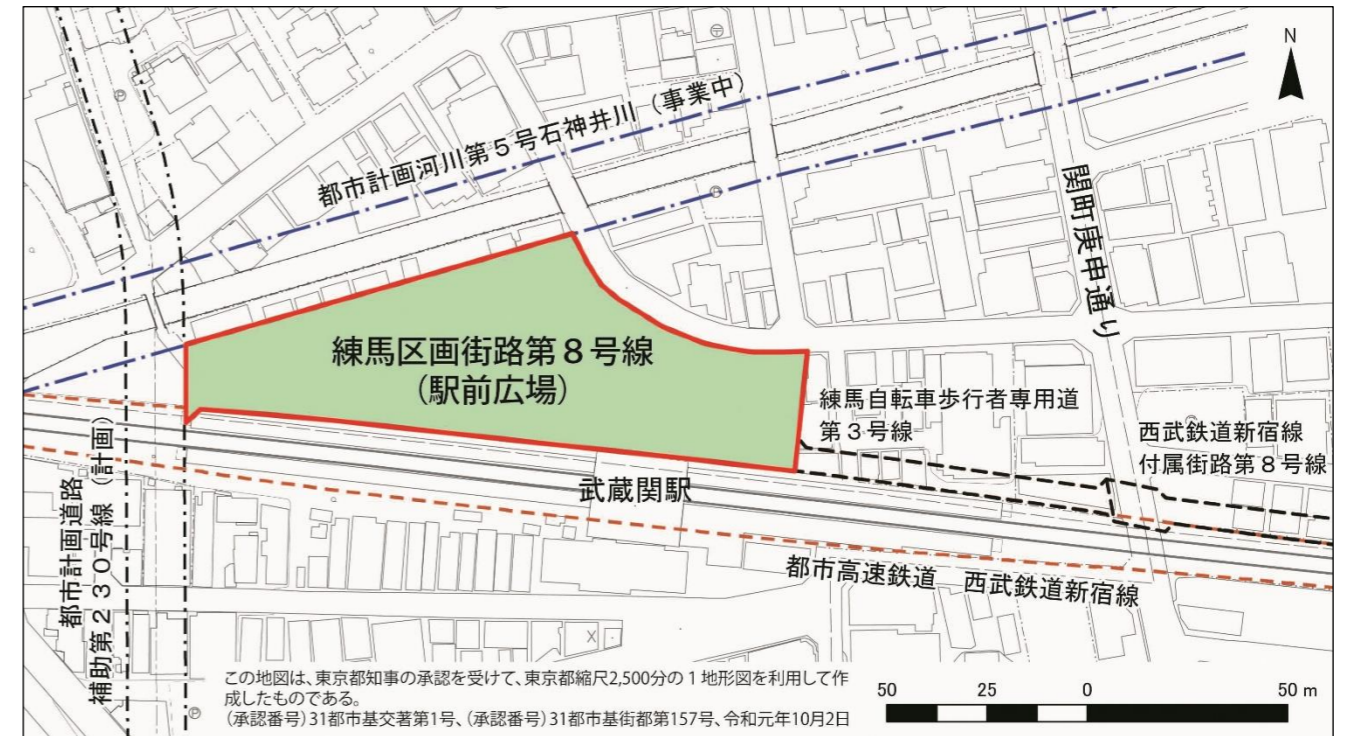 N
都市計画河川第5号石神井川（事業中）
関町庚申通り
練馬区画街路第８号線
（駅前広場）
練馬自転車歩行者専用道
第３号線
西武鉄道新宿線
付属街路第８号線
武蔵関駅
都市高速鉄道　西武鉄道新宿線
都市計画道路
補助第２３０号線（計画）
この地図は、東京都知事の承認を受けて、東京都縮尺2,500分の１地形図を利用して作
成したものである。
（承認番号）31都市基交著第1号、（承認番号）31都市基街都第157号、令和元年10月2日
50 25 0 50 m